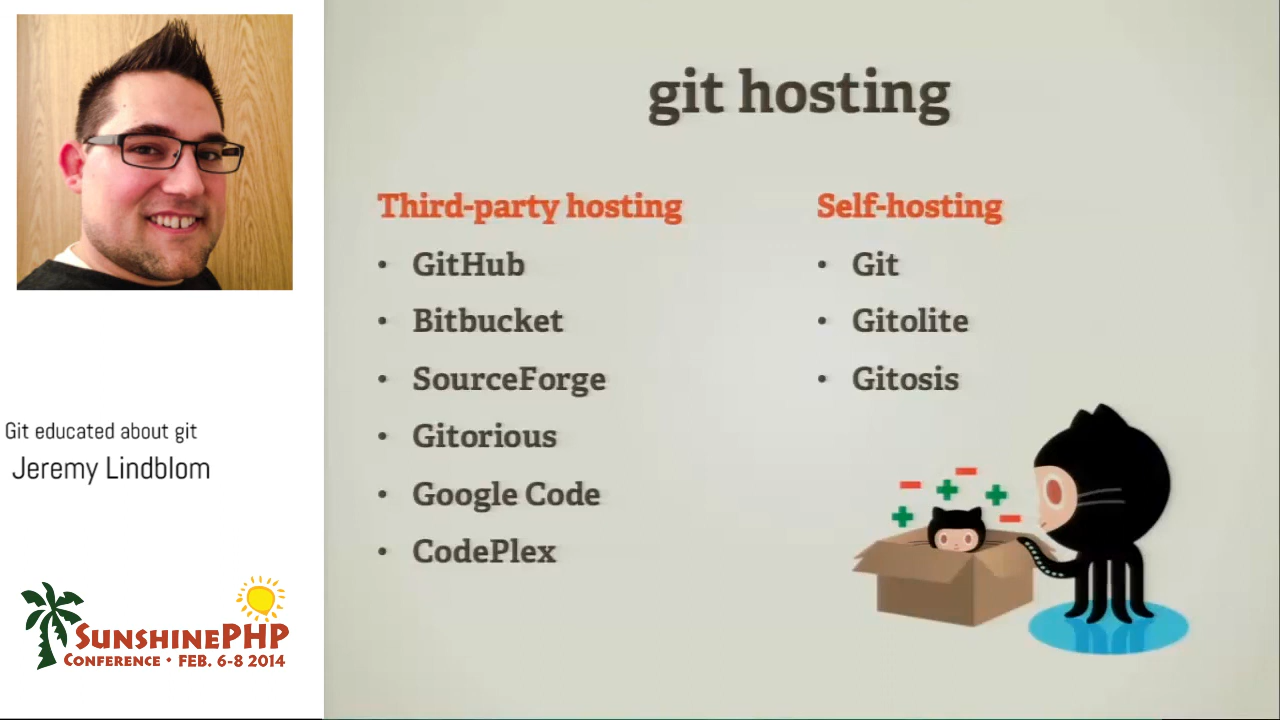 git hosting
Third-party hosting
• GitHub
• Bitbucket
• SourceForge
• Gitorious
• Google Code
• CodePlex
Self-hosting
• Git
• Gitolite
• Gitosis
Git educated about git
Jeremy Lindblom
SUNSHINEPHP
CONFERENCE • FEB. 6-8 2014